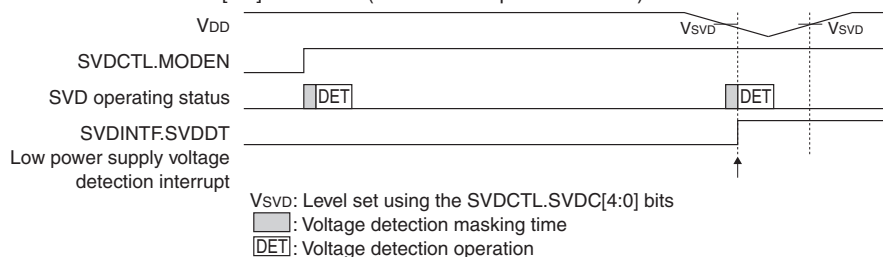 VDD
VSVD VSVD
SVDCTL.MODEN
SVD operating status DET DET
SVDINTF.SVDDT
Low power supply voltage
detection interrupt
VSVD: Level set using the SVDCTL.SVDC[4:0] bits
: Voltage detection masking time
DET: Voltage detection operation